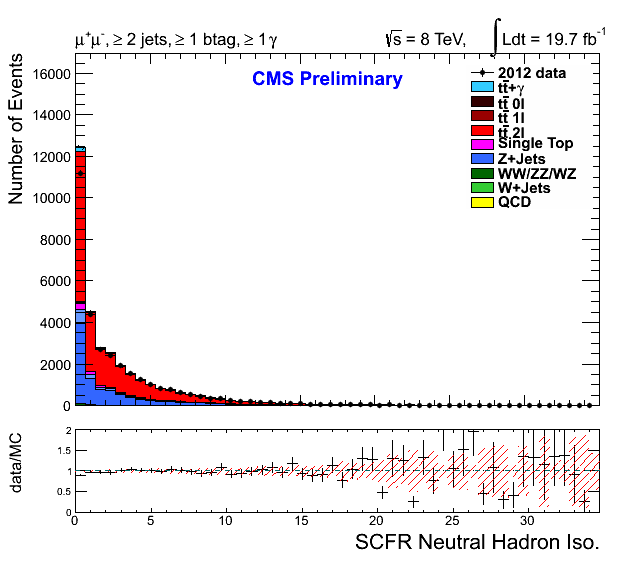 μ⁺μ⁻, ≥ 2 jets, ≥ 1 btag, ≥ 1 γ
√s = 8 TeV, ∫ Ldt = 19.7 fb⁻¹
CMS Preliminary
Number of Events
16000
14000
12000
10000
8000
6000
4000
2000
0
2012 data
tt̄+γ
tt̄ 0l
tt̄ 1l
tt̄ 2l
Single Top
Z+Jets
WW/ZZ/WZ
W+Jets
QCD
data/MC
2
1.5
1
0.5
0
0 5 10 15 20 25 30
SCFR Neutral Hadron Iso.